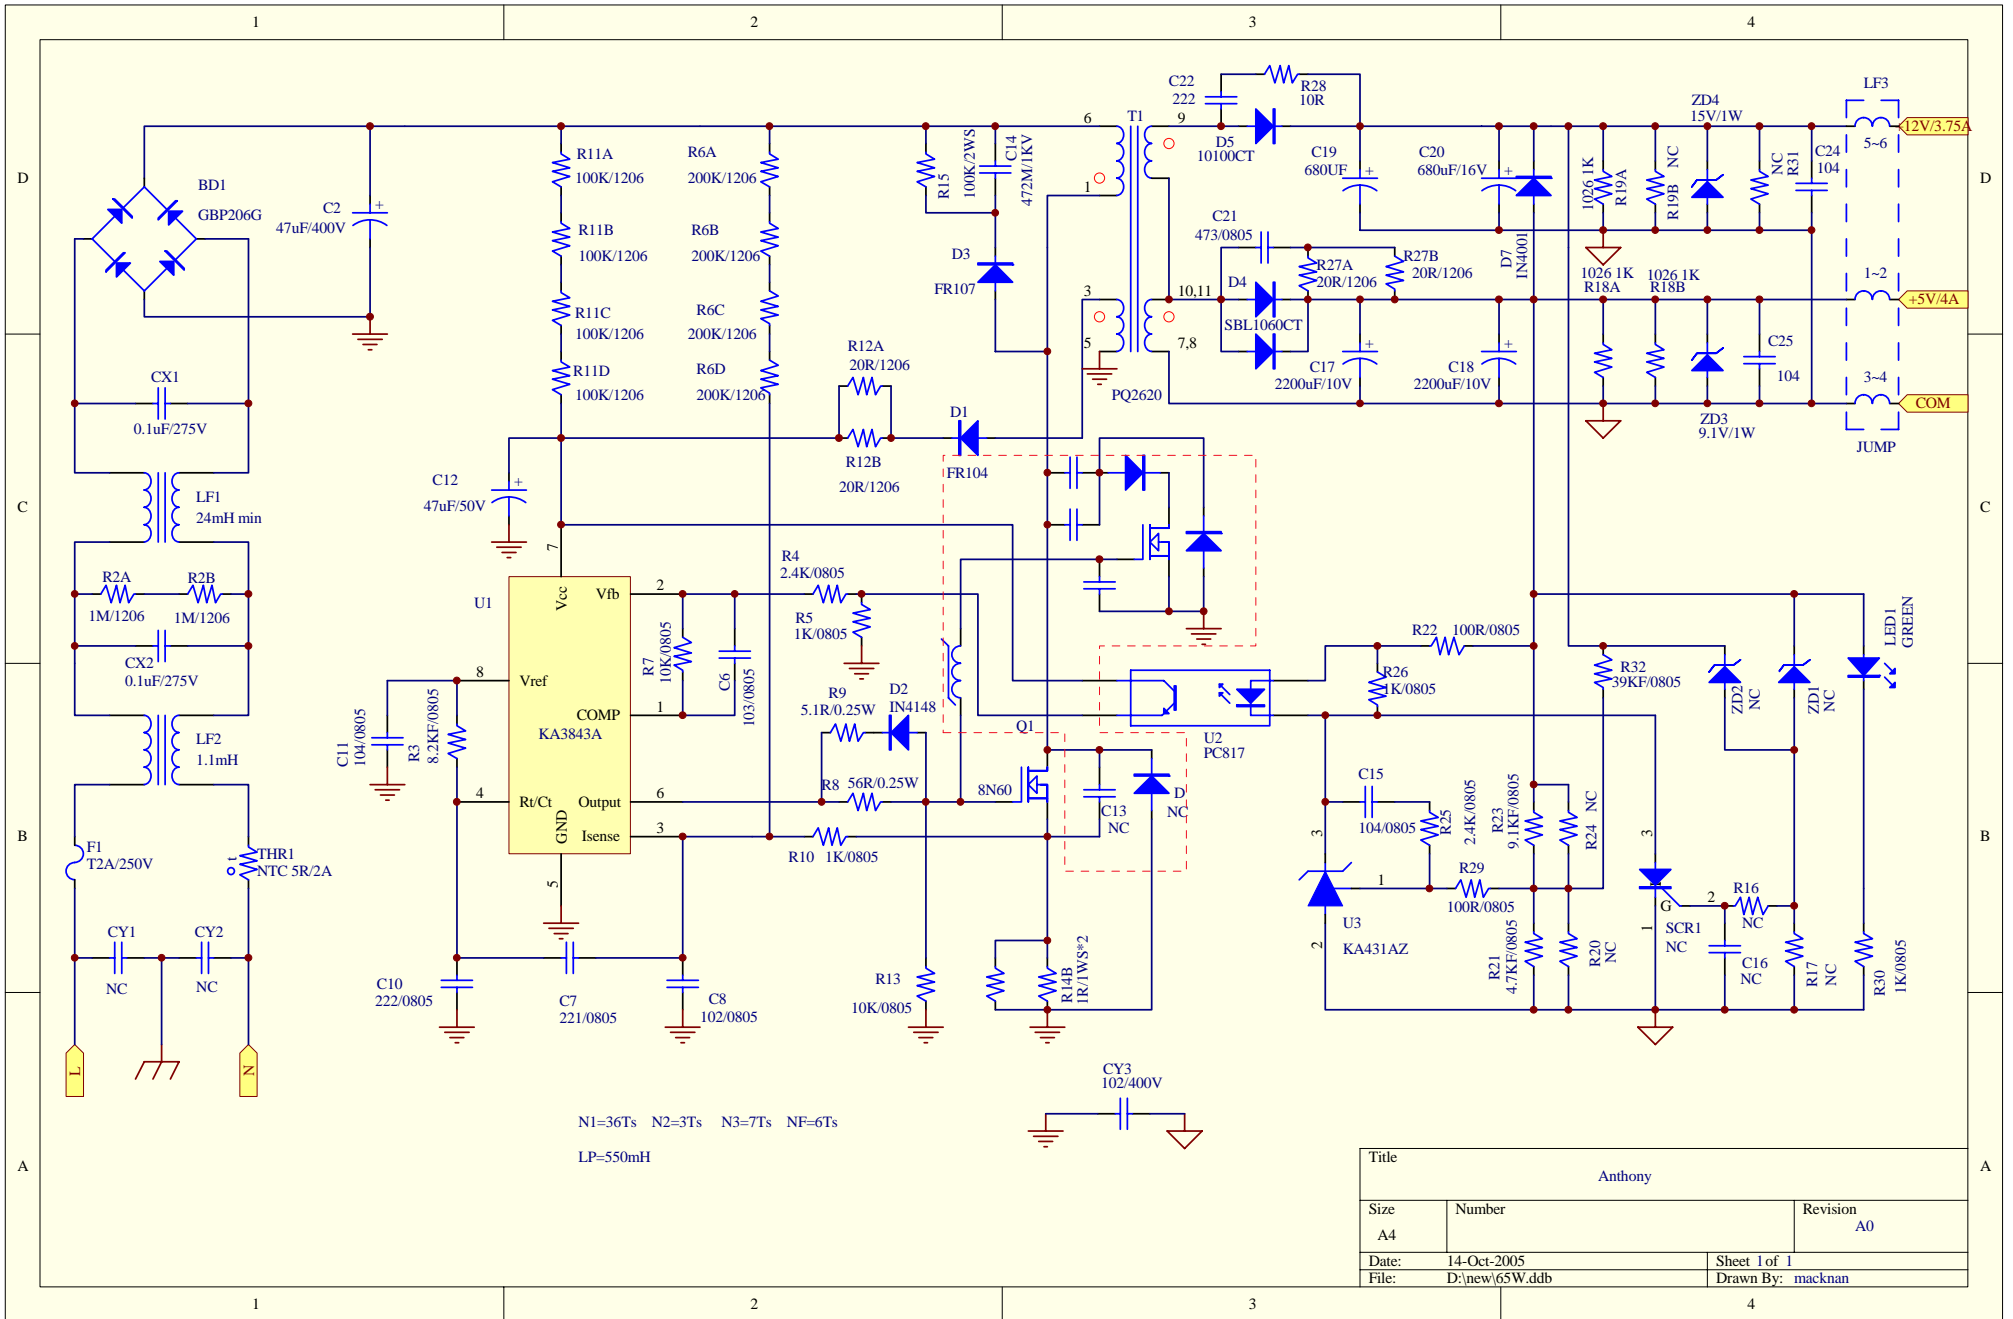 1
2
3
4
D
C
B
A
D
C
B
A
1
2
3
4
BD1
GBP206G
C2
47uF/400V
+
CX1
0.1uF/275V
LF1
24mH min
R2A
1M/1206
R2B
1M/1206
CX2
0.1uF/275V
LF2
1.1mH
F1
T2A/250V
t
THR1
NTC 5R/2A
CY1
NC
CY2
NC
L
N
R11A
100K/1206
R11B
100K/1206
R11C
100K/1206
R11D
100K/1206
R6A
200K/1206
R6B
200K/1206
R6C
200K/1206
R6D
200K/1206
R12A
20R/1206
R12B
20R/1206
D1
FR104
C12
47uF/50V
+
R15
100K/2WS
C14
472M/1KV
D3
FR107
T1
6
1
3
5
9
10,11
7,8
PQ2620
C22
222
R28
10R
D5
10100CT
C21
473/0805
R27A
20R/1206
R27B
20R/1206
D4
SBL1060CT
C19
680UF
+
C20
680uF/16V
+
C17
2200uF/10V
+
C18
2200uF/10V
+
D7
IN4001
1026 1K
R19A
R19B
NC
ZD4
15V/1W
NC
R31
C24
104
1026 1K
R18A
1026 1K
R18B
ZD3
9.1V/1W
C25
104
LF3
5~6
1~2
3~4
JUMP
12V/3.75A
+5V/4A
COM
U1
KA3843A
Vcc
7
Vfb
2
Vref
8
COMP
1
Rt/Ct
4
Output
6
Isense
3
GND
5
R4
2.4K/0805
R5
1K/0805
R7
10K/0805
C6
103/0805
C11
104/0805
R3
8.2KF/0805
R9
5.1R/0.25W
D2
IN4148
R8
56R/0.25W
R10
1K/0805
C10
222/0805
C7
221/0805
C8
102/0805
R13
10K/0805
Q1
8N60
C13
NC
D
NC
R14B
1R/1WS*2
U2
PC817
R22
100R/0805
R26
1K/0805
C15
104/0805
R25
2.4K/0805
R29
100R/0805
R23
9.1KF/0805
R24
NC
R32
39KF/0805
R21
4.7KF/0805
R20
NC
U3
KA431AZ
3
1
2
ZD2
NC
ZD1
NC
LED1
GREEN
3
G
2
1
SCR1
NC
R16
NC
C16
NC
R17
NC
R30
1K/0805
CY3
102/400V
N1=36Ts N2=3Ts N3=7Ts NF=6Ts
LP=550mH
Title
Anthony
Size
A4
Number
Revision
A0
Date:
14-Oct-2005
Sheet 1 of 1
File:
D:\new\65W.ddb
Drawn By:
macknan